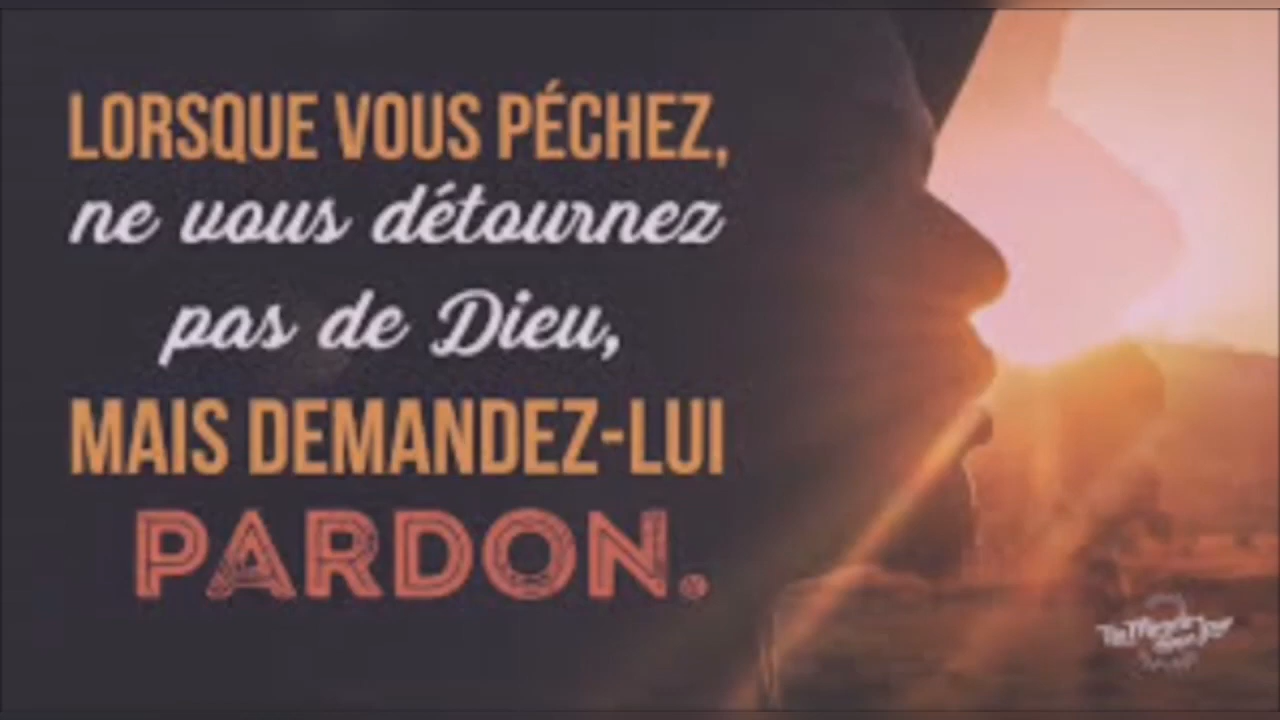 LORSQUE VOUS PÉCHEZ,
ne vous détournez
pas de Dieu,
MAIS DEMANDEZ-LUI
PARDON.